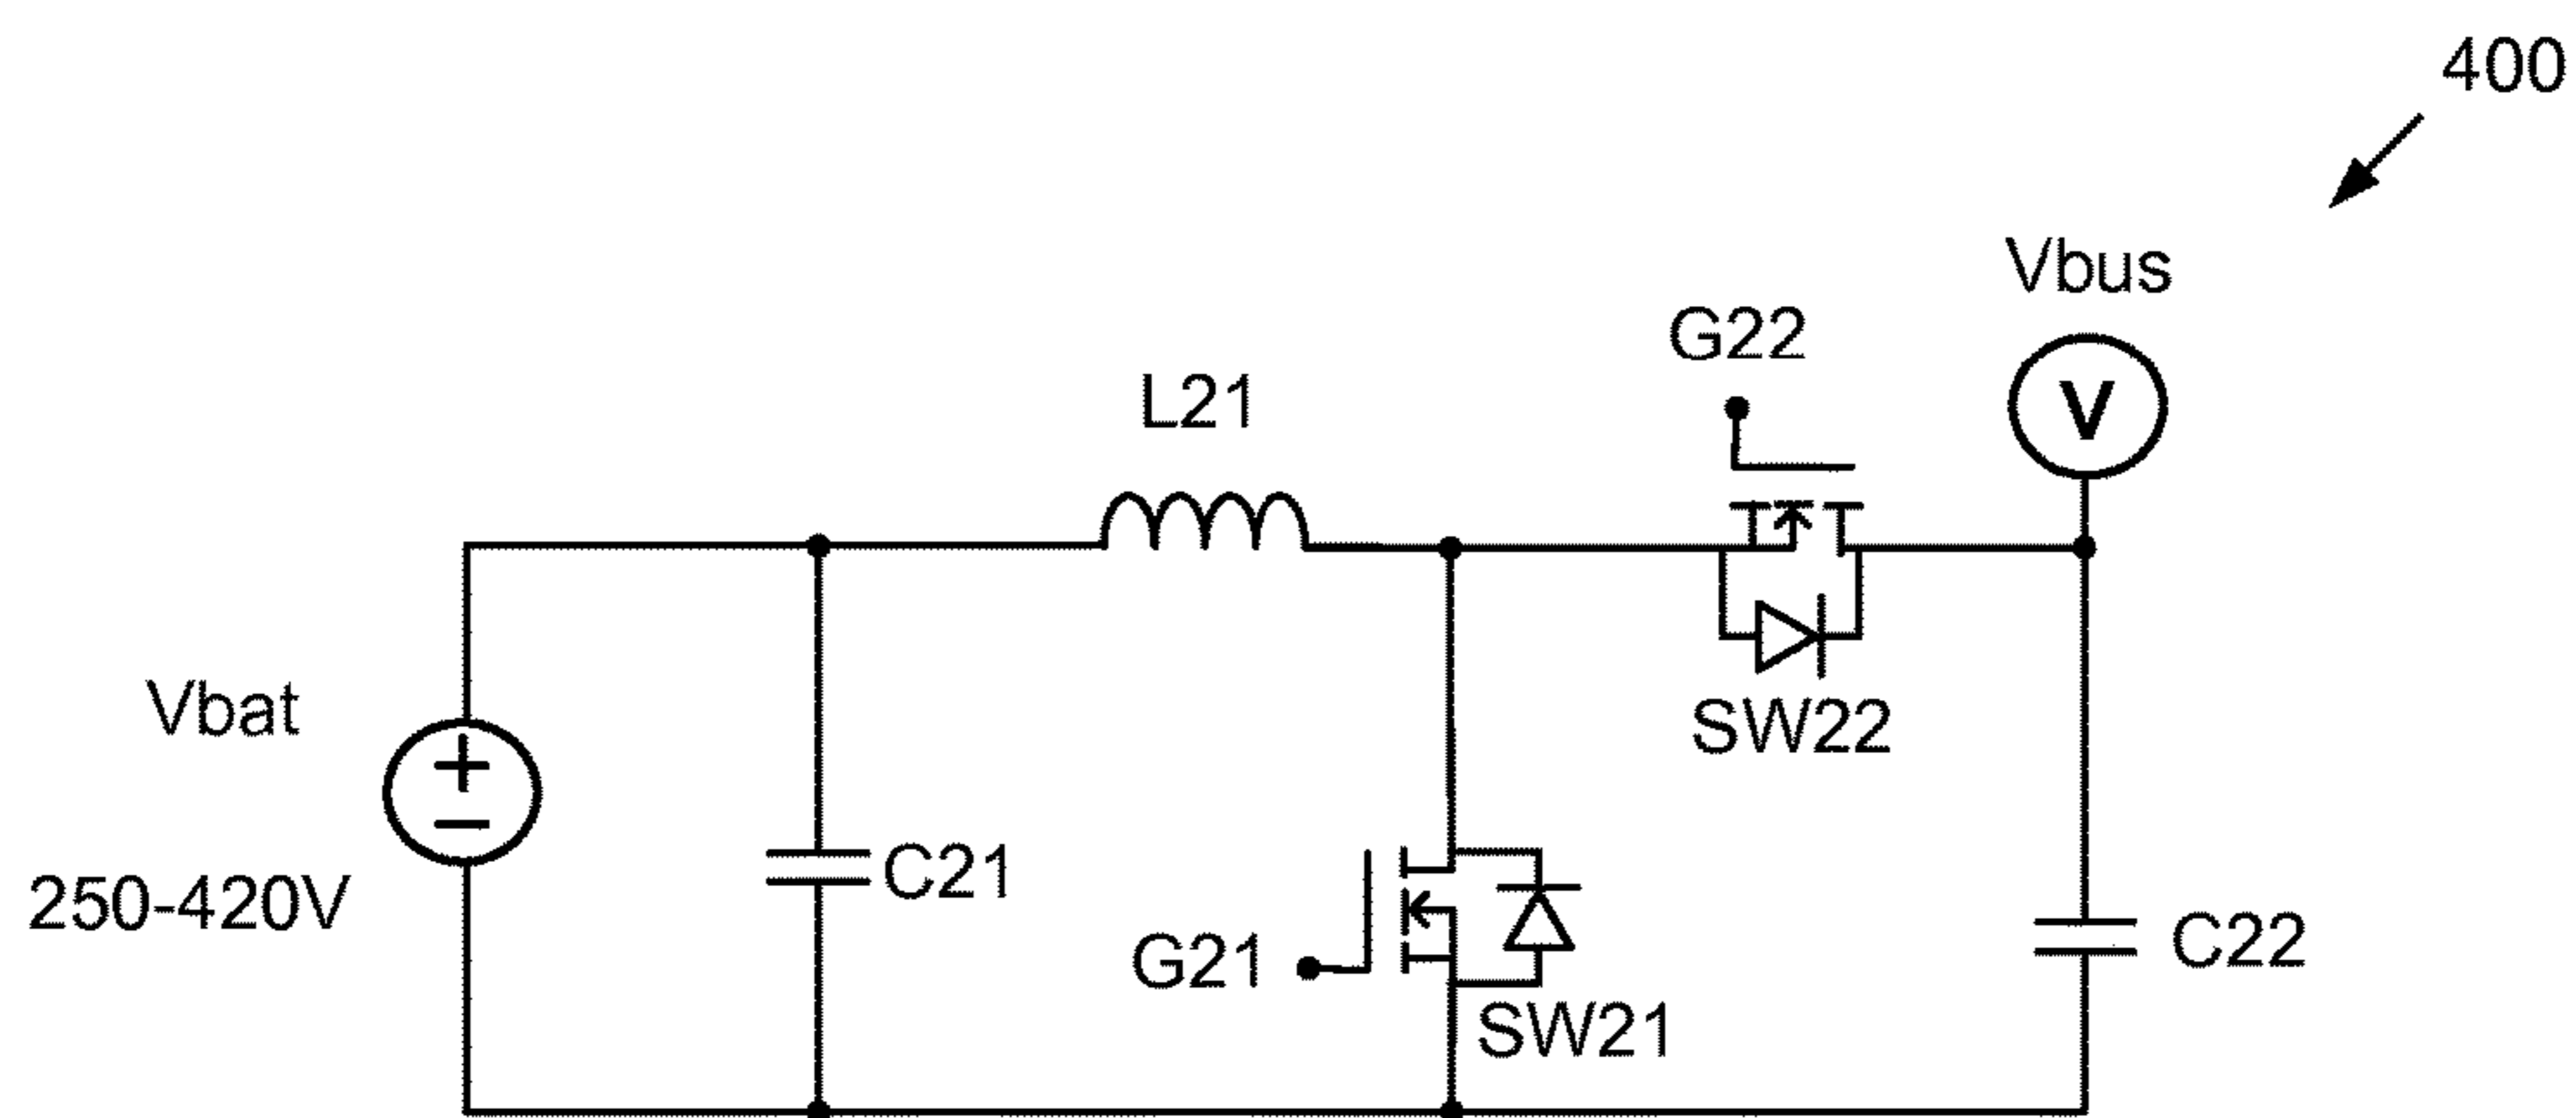 400
Vbus
G22
L21
V
SW22
Vbat
+
−
250-420V
C21
G21
C22
SW21